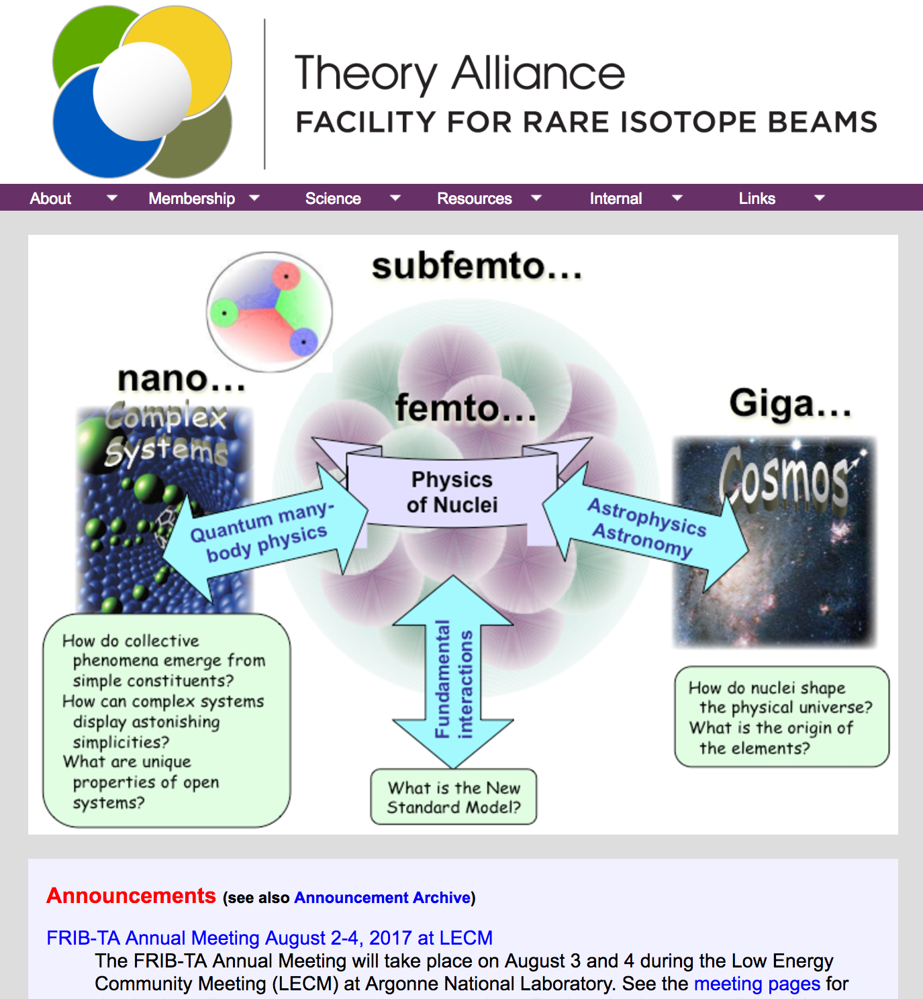 Theory Alliance
FACILITY FOR RARE ISOTOPE BEAMS
About Membership Science Resources Internal Links
subfemto...
nano...
femto...
Giga...
Complex
Systems
Cosmos
Physics
of Nuclei
Quantum many-
body physics
Astrophysics
Astronomy
Fundamental
interactions
How do collective
phenomena emerge from
simple constituents?
How can complex systems
display astonishing
simplicities?
What are unique
properties of open
systems?
What is the New
Standard Model?
How do nuclei shape
the physical universe?
What is the origin of
the elements?
Announcements (see also Announcement Archive)
FRIB-TA Annual Meeting August 2-4, 2017 at LECM
The FRIB-TA Annual Meeting will take place on August 3 and 4 during the Low Energy
Community Meeting (LECM) at Argonne National Laboratory. See the meeting pages for